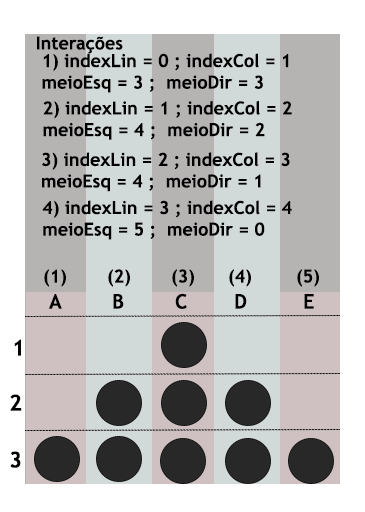 Interações
1) indexLin = 0 ; indexCol = 1
meioEsq = 3 ;  meioDir = 3
2) indexLin = 1 ; indexCol = 2
meioEsq = 4 ;  meioDir = 2
3) indexLin = 2 ; indexCol = 3
meioEsq = 4 ;  meioDir = 1
4) indexLin = 3 ; indexCol = 4
meioEsq = 5 ;  meioDir = 0
(1) (2) (3) (4) (5)
A B C D E
1
2
3